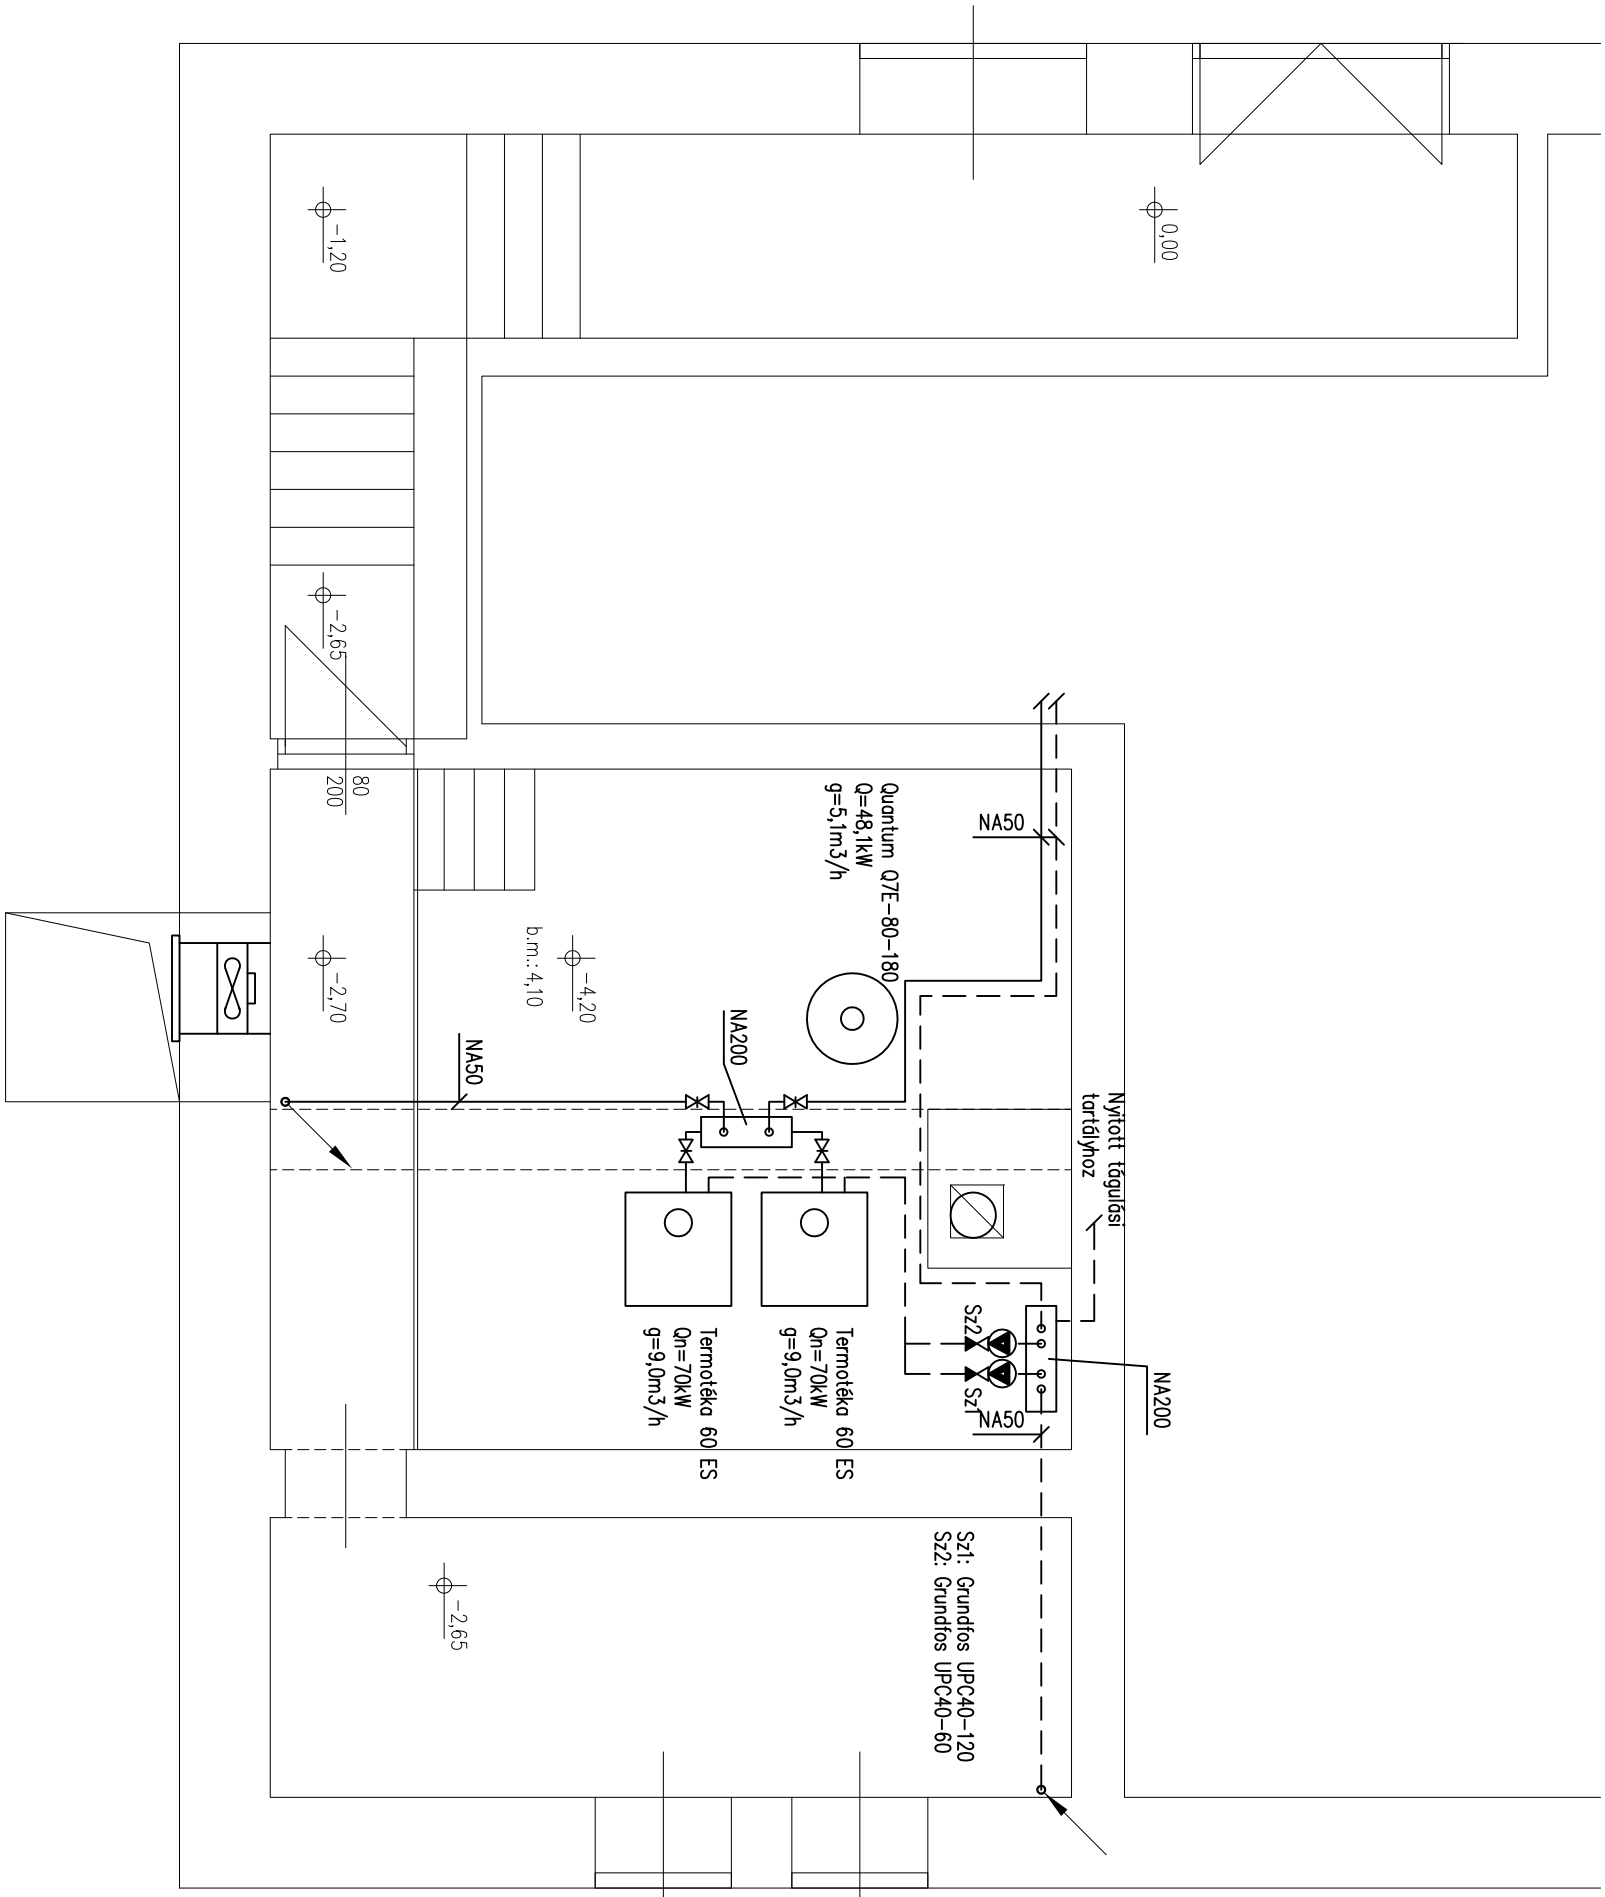 0,00
-1,20
-2,65
80
200
Quantum Q7E-80-180
Q=48,1kW
g=5,1m3/h
NA50
-4,20
b.m.: 4,10
-2,70
NA200
NA50
Nyitott tágulási
tartályhoz
Sz2
Sz1
NA50
NA200
Termotéka 60 ES
Qn=70kW
g=9,0m3/h
Termotéka 60 ES
Qn=70kW
g=9,0m3/h
Sz1: Grundfos UPC40-120
Sz2: Grundfos UPC40-60
-2,65